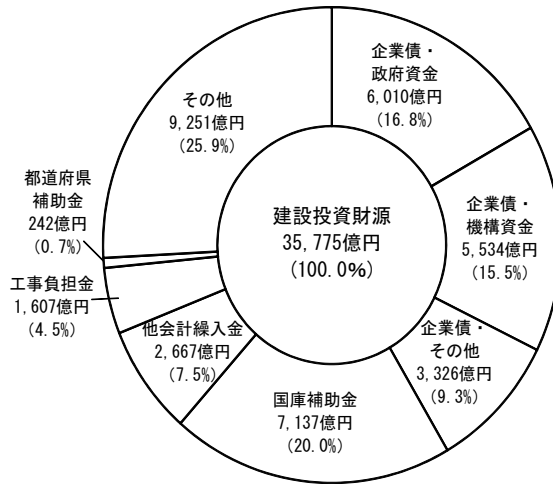 建設投資財源
35,775億円
(100.0%)
企業債・
政府資金
6,010億円
(16.8%)
企業債・
機構資金
5,534億円
(15.5%)
企業債・
その他
3,326億円
(9.3%)
国庫補助金
7,137億円
(20.0%)
他会計繰入金
2,667億円
(7.5%)
工事負担金
1,607億円
(4.5%)
都道府県
補助金
242億円
(0.7%)
その他
9,251億円
(25.9%)